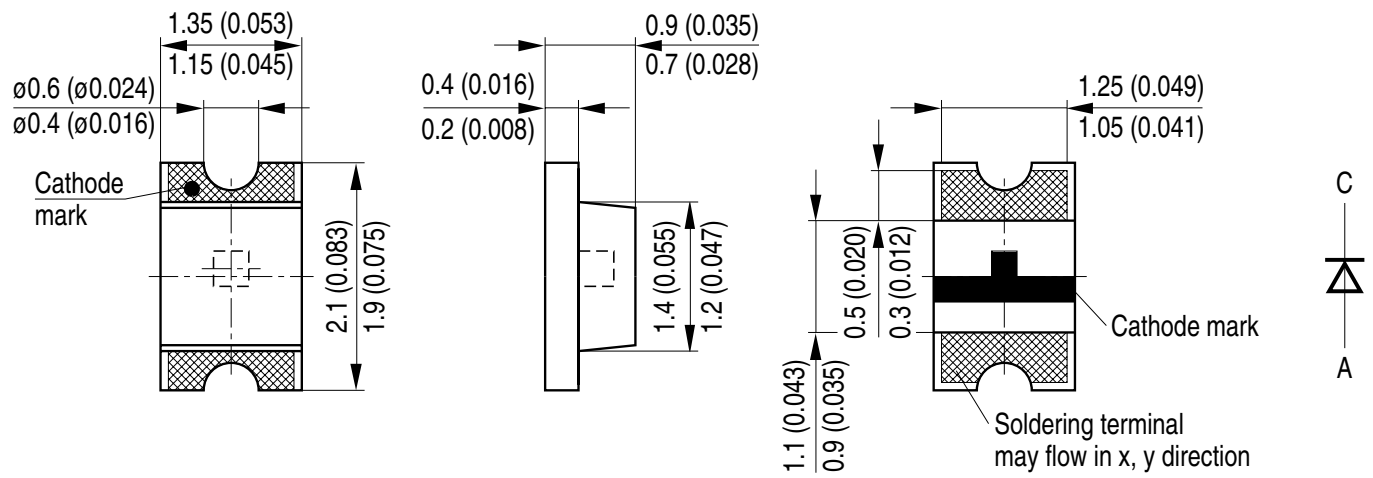 1.35 (0.053)
1.15 (0.045)
ø0.6 (ø0.024)
ø0.4 (ø0.016)
Cathode
mark
2.1 (0.083)
1.9 (0.075)
0.9 (0.035)
0.7 (0.028)
0.4 (0.016)
0.2 (0.008)
1.4 (0.055)
1.2 (0.047)
1.25 (0.049)
1.05 (0.041)
0.5 (0.020)
0.3 (0.012)
1.1 (0.043)
0.9 (0.035)
Cathode mark
Soldering terminal
may flow in x, y direction
C
A